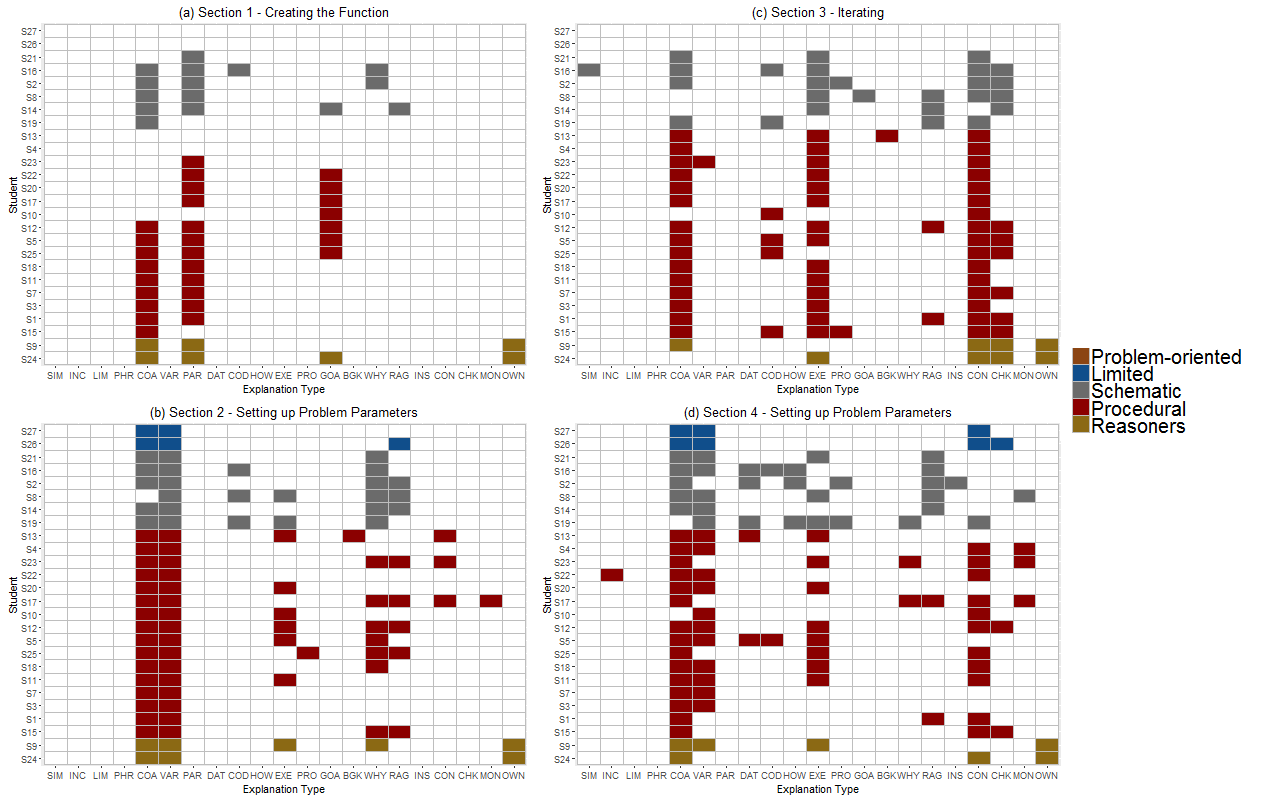 (a) Section 1 - Creating the Function
Student
S27
S26
S21
S16
S2
S8
S14
S19
S13
S4
S23
S22
S20
S17
S10
S12
S5
S25
S18
S11
S7
S3
S1
S15
S9
S24
SIM INC LIM PHR COA VAR PAR DAT COD HOW EXE PRO GOA BGK WHY RAG INS CON CHK MON OWN
Explanation Type
(c) Section 3 - Iterating
Student
S27
S26
S21
S16
S2
S8
S14
S19
S13
S4
S23
S22
S20
S17
S10
S12
S5
S25
S18
S11
S7
S3
S1
S15
S9
S24
SIM INC LIM PHR COA VAR PAR DAT COD HOW EXE PRO GOA BGK WHY RAG INS CON CHK MON OWN
Explanation Type
(b) Section 2 - Setting up Problem Parameters
Student
S27
S26
S21
S16
S2
S8
S14
S19
S13
S4
S23
S22
S20
S17
S10
S12
S5
S25
S18
S11
S7
S3
S1
S15
S9
S24
SIM INC LIM PHR COA VAR PAR DAT COD HOW EXE PRO GOA BGK WHY RAG INS CON CHK MON OWN
Explanation Type
(d) Section 4 - Setting up Problem Parameters
Student
S27
S26
S21
S16
S2
S8
S14
S19
S13
S4
S23
S22
S20
S17
S10
S12
S5
S25
S18
S11
S7
S3
S1
S15
S9
S24
SIM INC LIM PHR COA VAR PAR DAT COD HOW EXE PRO GOA BGK WHY RAG INS CON CHK MON OWN
Explanation Type
Problem-oriented
Limited
Schematic
Procedural
Reasoners